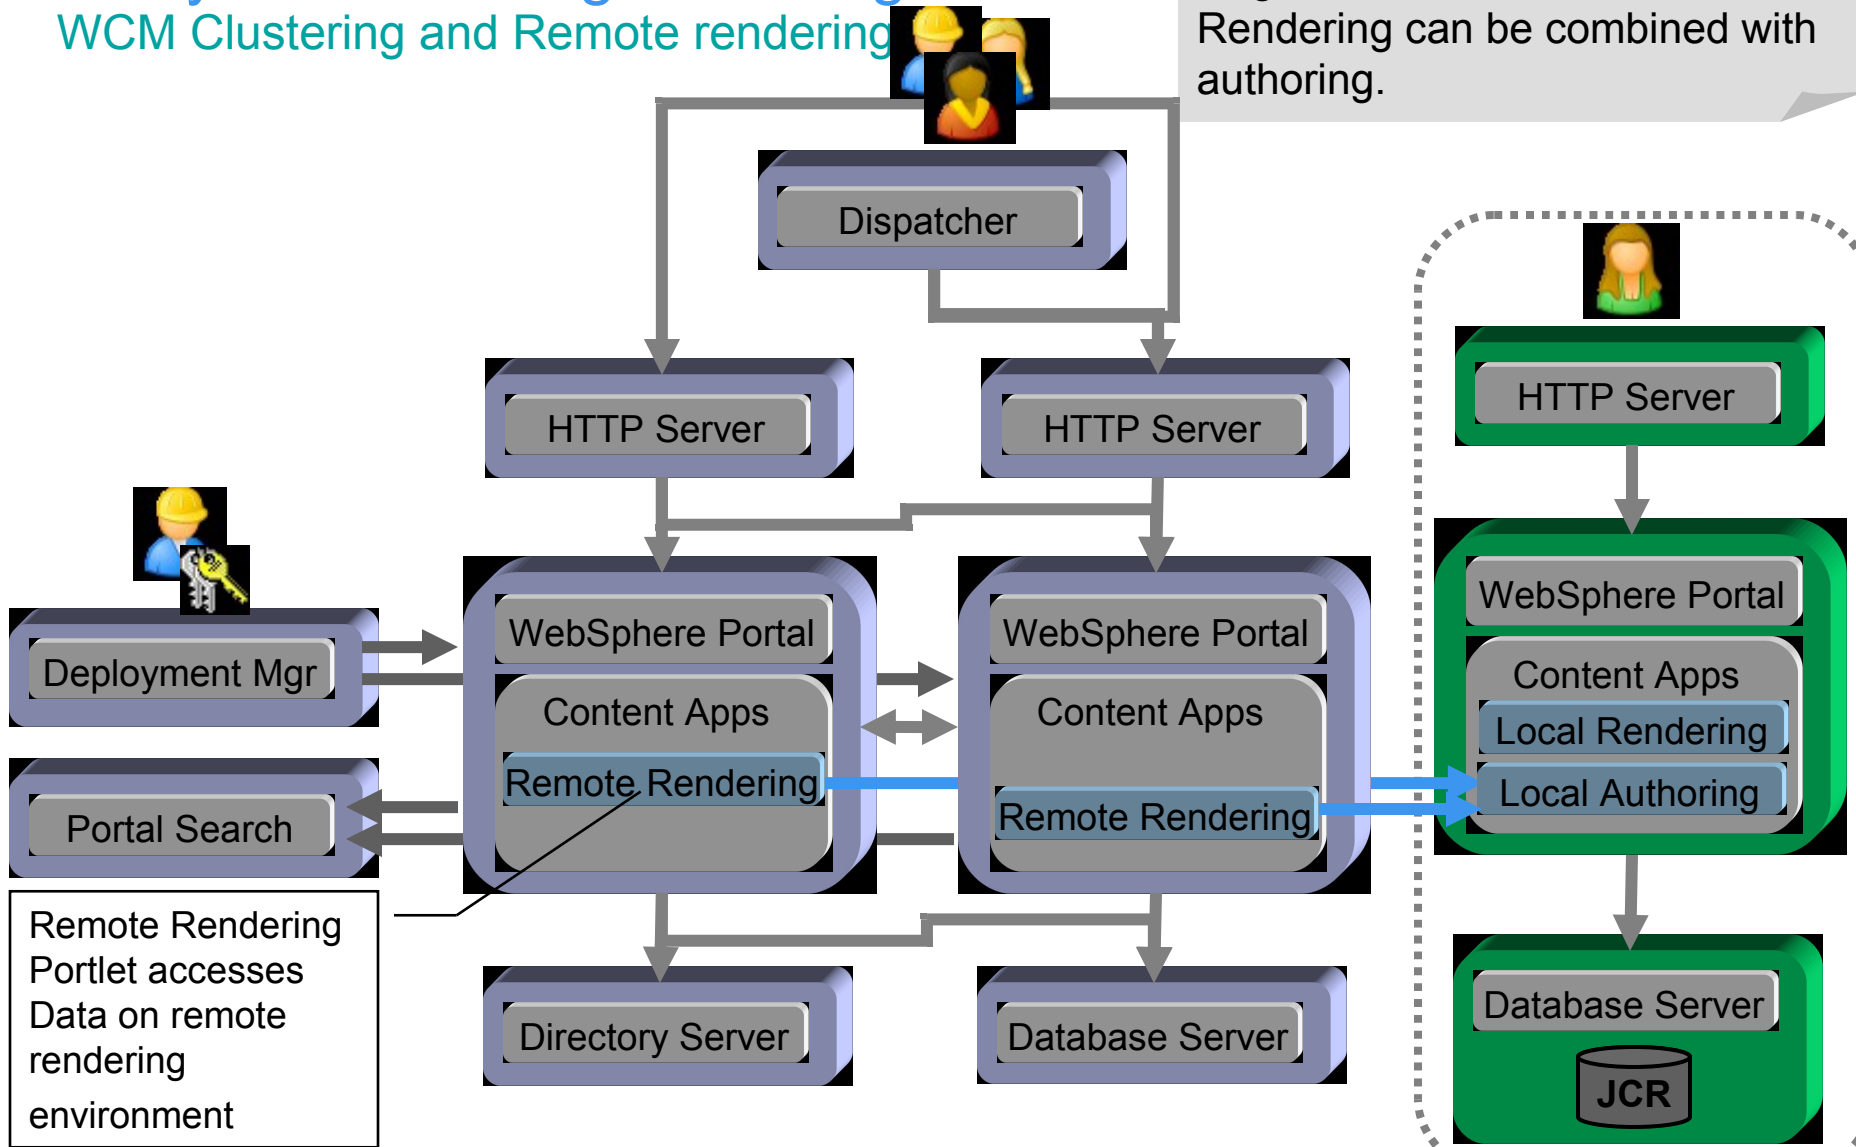 WCM Clustering and Remote rendering
Rendering can be combined with
authoring.
Dispatcher
HTTP Server
HTTP Server
HTTP Server
WebSphere Portal
WebSphere Portal
WebSphere Portal
Deployment Mgr
Content Apps
Content Apps
Content Apps
Local Rendering
Remote Rendering
Local Authoring
Remote Rendering
Portal Search
Remote Rendering
Portlet accesses
Data on remote
rendering
environment
Directory Server
Database Server
Database Server
JCR